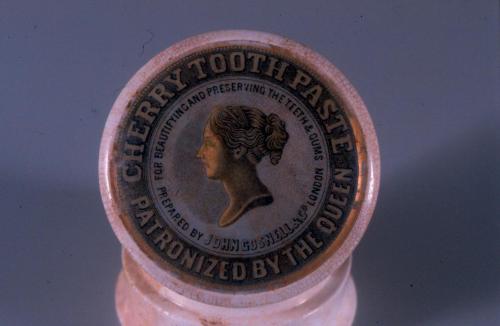 CHERRY TOOTH PASTE
PATRONIZED BY THE QUEEN
FOR BEAUTIFYING AND PRESERVING THE TEETH & GUMS
PREPARED BY JOHN GOSNELL & Co LONDON